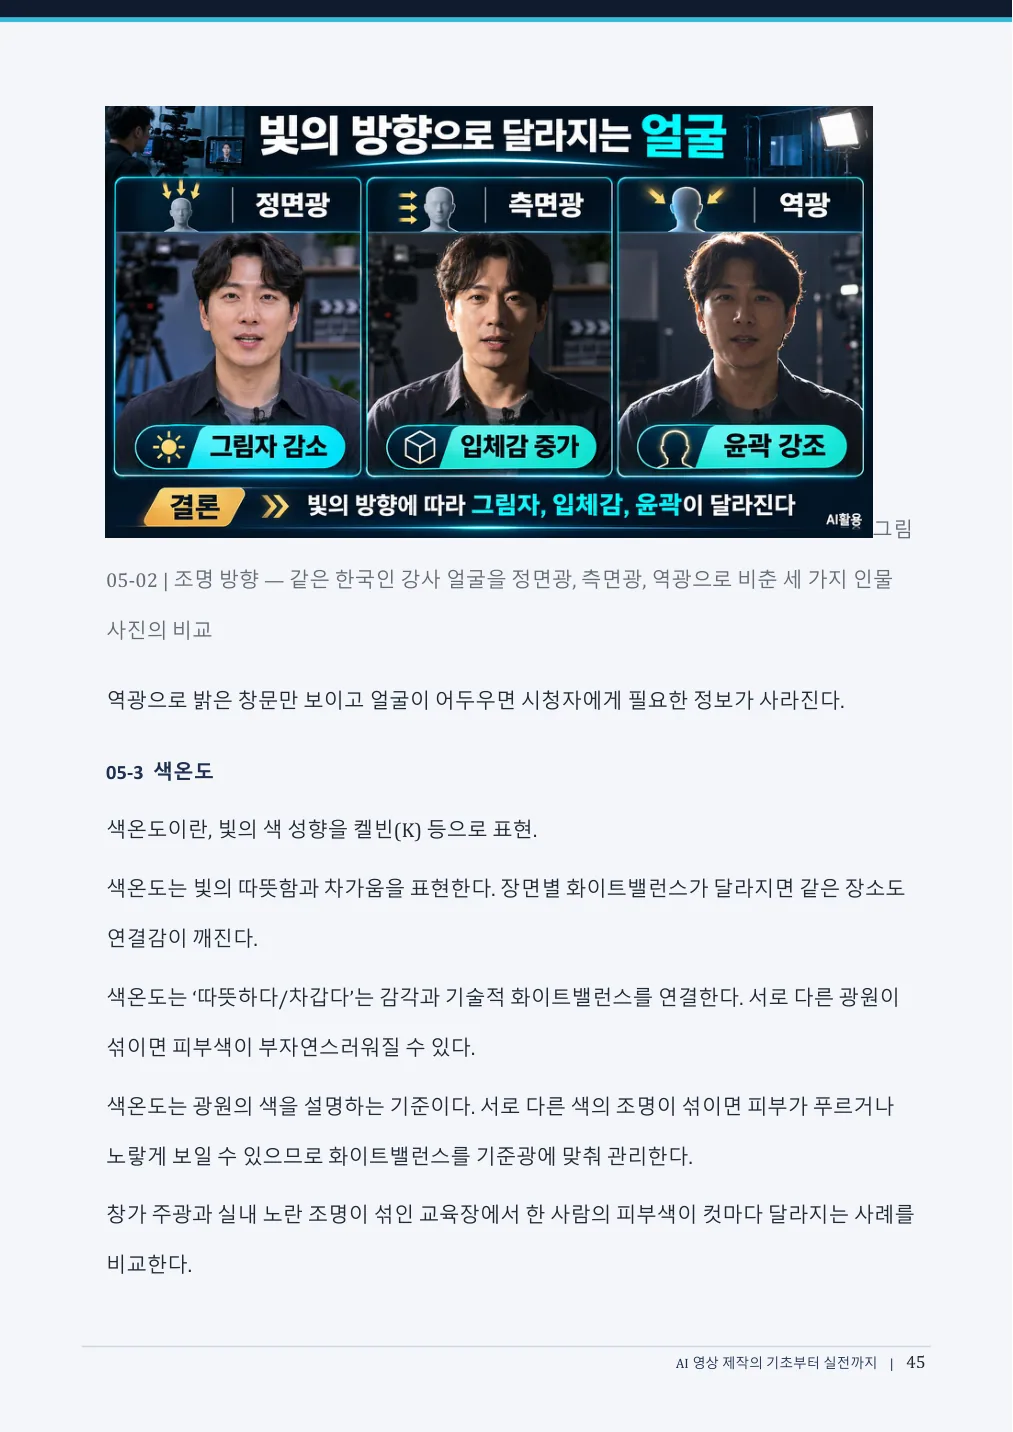 빛의 방향으로 달라지는 얼굴
정면광
측면광
역광
그림자 감소
입체감 증가
윤곽 강조
결론
빛의 방향에 따라 그림자, 입체감, 윤곽이 달라진다
AI활용
그림
05-02 | 조명 방향 — 같은 한국인 강사 얼굴을 정면광, 측면광, 역광으로 비춘 세 가지 인물
사진의 비교
역광으로 밝은 창문만 보이고 얼굴이 어두우면 시청자에게 필요한 정보가 사라진다.
05-3 색온도
색온도이란, 빛의 색 성향을 켈빈(K) 등으로 표현.
색온도는 빛의 따뜻함과 차가움을 표현한다. 장면별 화이트밸런스가 달라지면 같은 장소도
연결감이 깨진다.
색온도는 ‘따뜻하다/차갑다’는 감각과 기술적 화이트밸런스를 연결한다. 서로 다른 광원이
섞이면 피부색이 부자연스러워질 수 있다.
색온도는 광원의 색을 설명하는 기준이다. 서로 다른 색의 조명이 섞이면 피부가 푸르거나
노랗게 보일 수 있으므로 화이트밸런스를 기준광에 맞춰 관리한다.
창가 주광과 실내 노란 조명이 섞인 교육장에서 한 사람의 피부색이 컷마다 달라지는 사례를
비교한다.
AI 영상 제작의 기초부터 실전까지 | 45